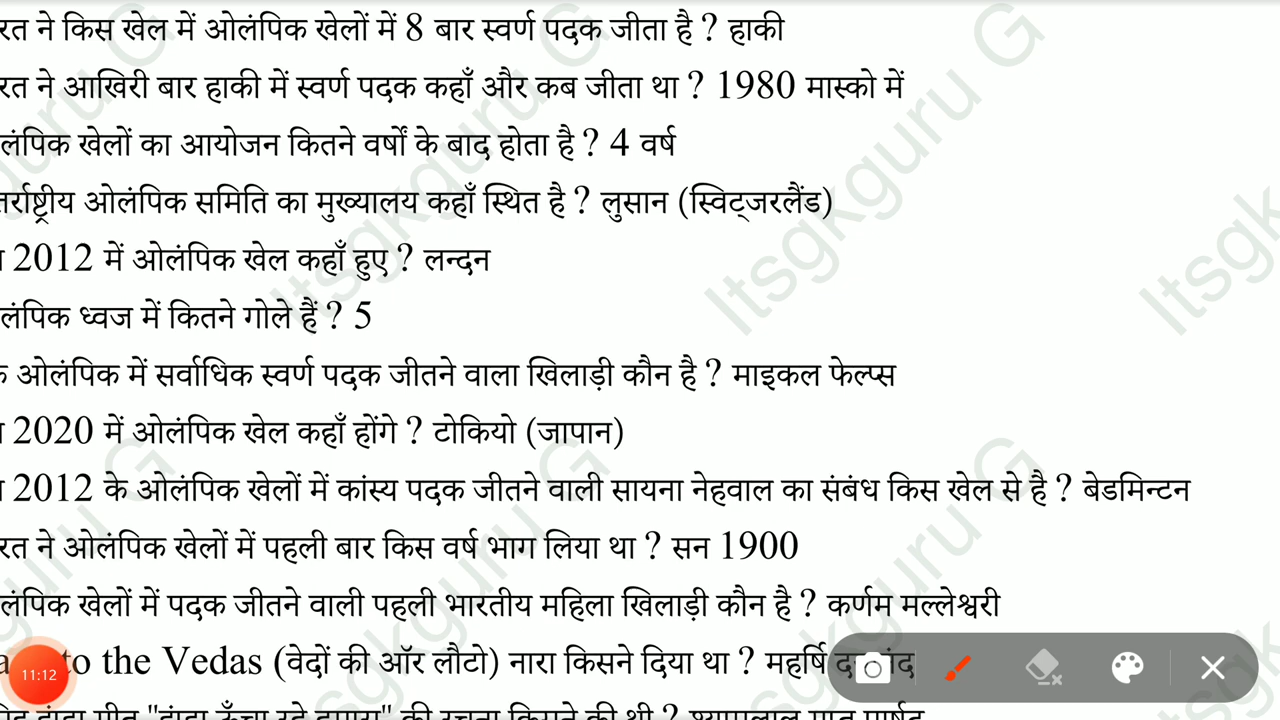 रत ने किस खेल में ओलंपिक खेलों में 8 बार स्वर्ण पदक जीता है ? हाकी
रत ने आखिरी बार हाकी में स्वर्ण पदक कहाँ और कब जीता था ? 1980 मास्को में
लंपिक खेलों का आयोजन कितने वर्षों के बाद होता है ? 4 वर्ष
तर्राष्ट्रीय ओलंपिक समिति का मुख्यालय कहाँ स्थित है ? लुसान (स्विट्जरलैंड)
2012 में ओलंपिक खेल कहाँ हुए ? लन्दन
लंपिक ध्वज में कितने गोले हैं ? 5
ओलंपिक में सर्वाधिक स्वर्ण पदक जीतने वाला खिलाड़ी कौन है ? माइकल फेल्प्स
2020 में ओलंपिक खेल कहाँ होंगे ? टोकियो (जापान)
2012 के ओलंपिक खेलों में कांस्य पदक जीतने वाली सायना नेहवाल का संबंध किस खेल से है ? बेडमिन्टन
रत ने ओलंपिक खेलों में पहली बार किस वर्ष भाग लिया था ? सन 1900
लंपिक खेलों में पदक जीतने वाली पहली भारतीय महिला खिलाड़ी कौन है ? कर्णम मल्लेश्वरी
to the Vedas (वेदों की ऑर लौटो) नारा किसने दिया था ? महर्षि
11:12
Itsgkguru G